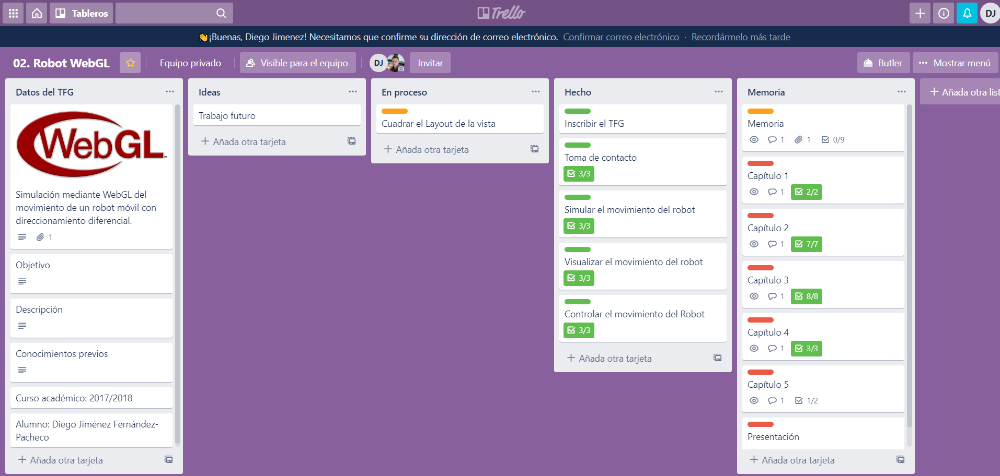 Tableros
Trello
DJ
👋¡Buenas, Diego Jimenez! Necesitamos que confirme su dirección de correo electrónico. Confirmar correo electrónico · Recordármelo más tarde
02. Robot WebGL
Equipo privado
Visible para el equipo
DJ
Invitar
Butler
Mostrar menú
Datos del TFG
WebGL
Simulación mediante WebGL del
movimiento de un robot móvil con
direccionamiento diferencial.
1
Objetivo
Descripción
Conocimientos previos
Curso académico: 2017/2018
Alumno: Diego Jiménez Fernández-
Pacheco
+ Añada otra tarjeta
Ideas
Trabajo futuro
+ Añada otra tarjeta
En proceso
Cuadrar el Layout de la vista
+ Añada otra tarjeta
Hecho
Inscribir el TFG
Toma de contacto
3/3
Simular el movimiento del robot
3/3
Visualizar el movimiento del robot
3/3
Controlar el movimiento del Robot
3/3
+ Añada otra tarjeta
Memoria
Memoria
1 1 0/9
Capítulo 1
1 2/2
Capítulo 2
1 7/7
Capítulo 3
1 8/8
Capítulo 4
1 3/3
Capítulo 5
1 1/2
Presentación
+ Añada otra tarjeta
+ Añada otra list